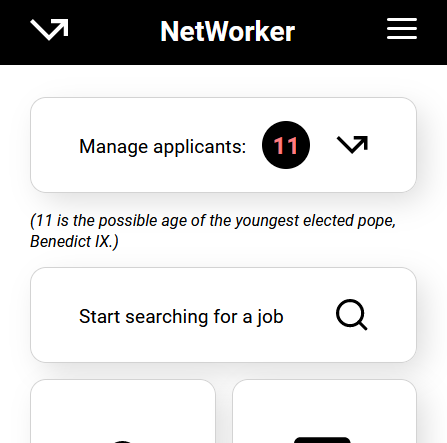 NetWorker
Manage applicants: 11
(11 is the possible age of the youngest elected pope,
Benedict IX.)
Start searching for a job